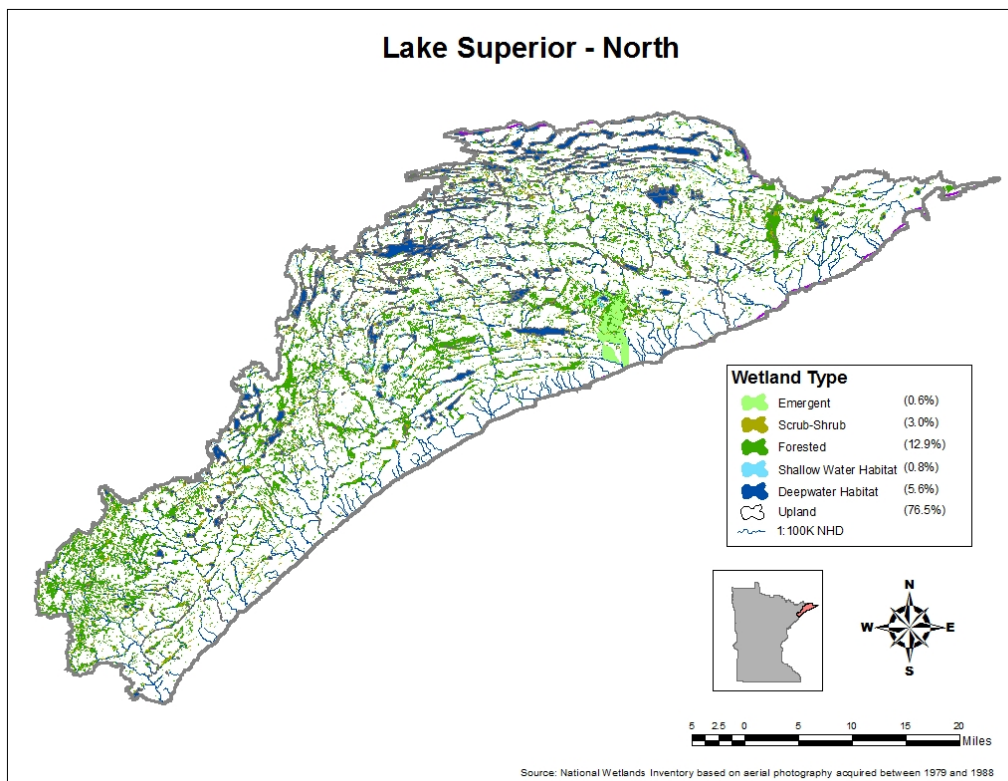 Lake Superior - North
Wetland Type
Emergent (0.6%)
Scrub-Shrub (3.0%)
Forested (12.9%)
Shallow Water Habitat (0.8%)
Deepwater Habitat (5.6%)
Upland (76.5%)
1:100K NHD
N
W E
S
5 2.5 0 5 10 15 20
Miles
Source: National Wetlands Inventory based on aerial photography acquired between 1979 and 1988